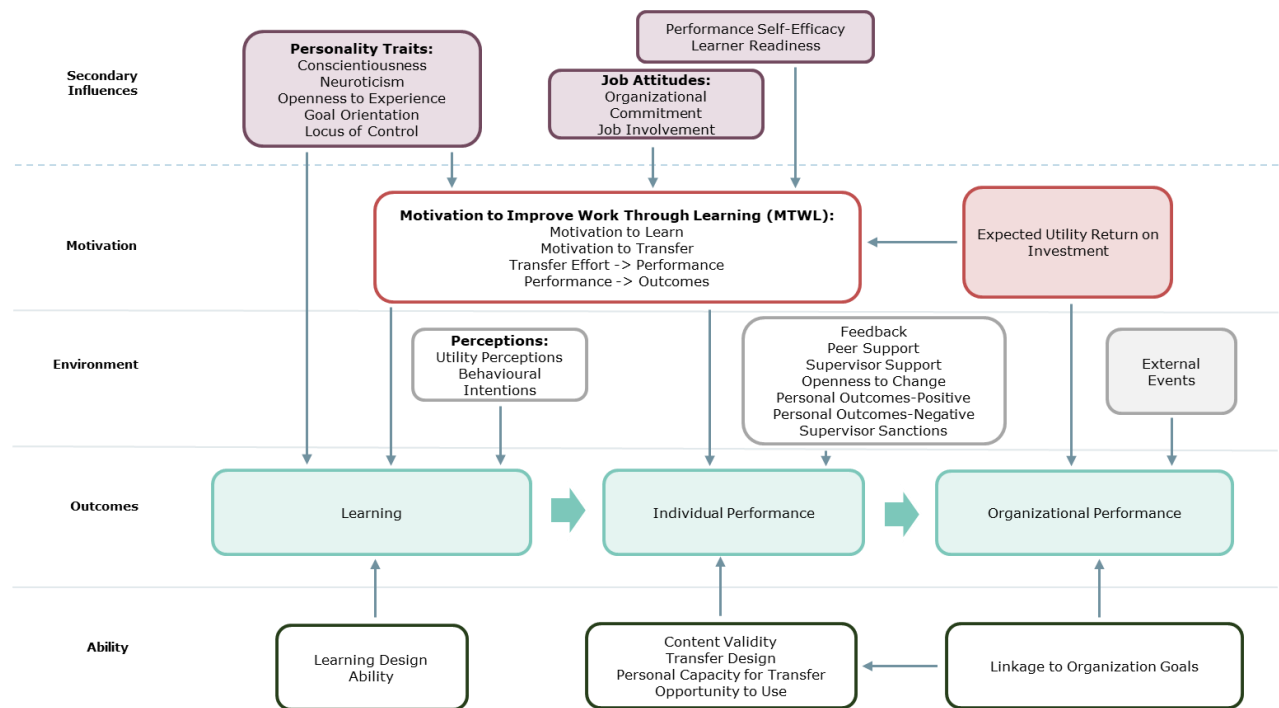 Secondary
Influences
Personality Traits:
Conscientiousness
Neuroticism
Openness to Experience
Goal Orientation
Locus of Control
Job Attitudes:
Organizational
Commitment
Job Involvement
Performance Self-Efficacy
Learner Readiness
Motivation
Motivation to Improve Work Through Learning (MTWL):
Motivation to Learn
Motivation to Transfer
Transfer Effort -> Performance
Performance -> Outcomes
Expected Utility Return on
Investment
Environment
Perceptions:
Utility Perceptions
Behavioural
Intentions
Feedback
Peer Support
Supervisor Support
Openness to Change
Personal Outcomes-Positive
Personal Outcomes-Negative
Supervisor Sanctions
External
Events
Outcomes
Learning
Individual Performance
Organizational Performance
Ability
Learning Design
Ability
Content Validity
Transfer Design
Personal Capacity for Transfer
Opportunity to Use
Linkage to Organization Goals